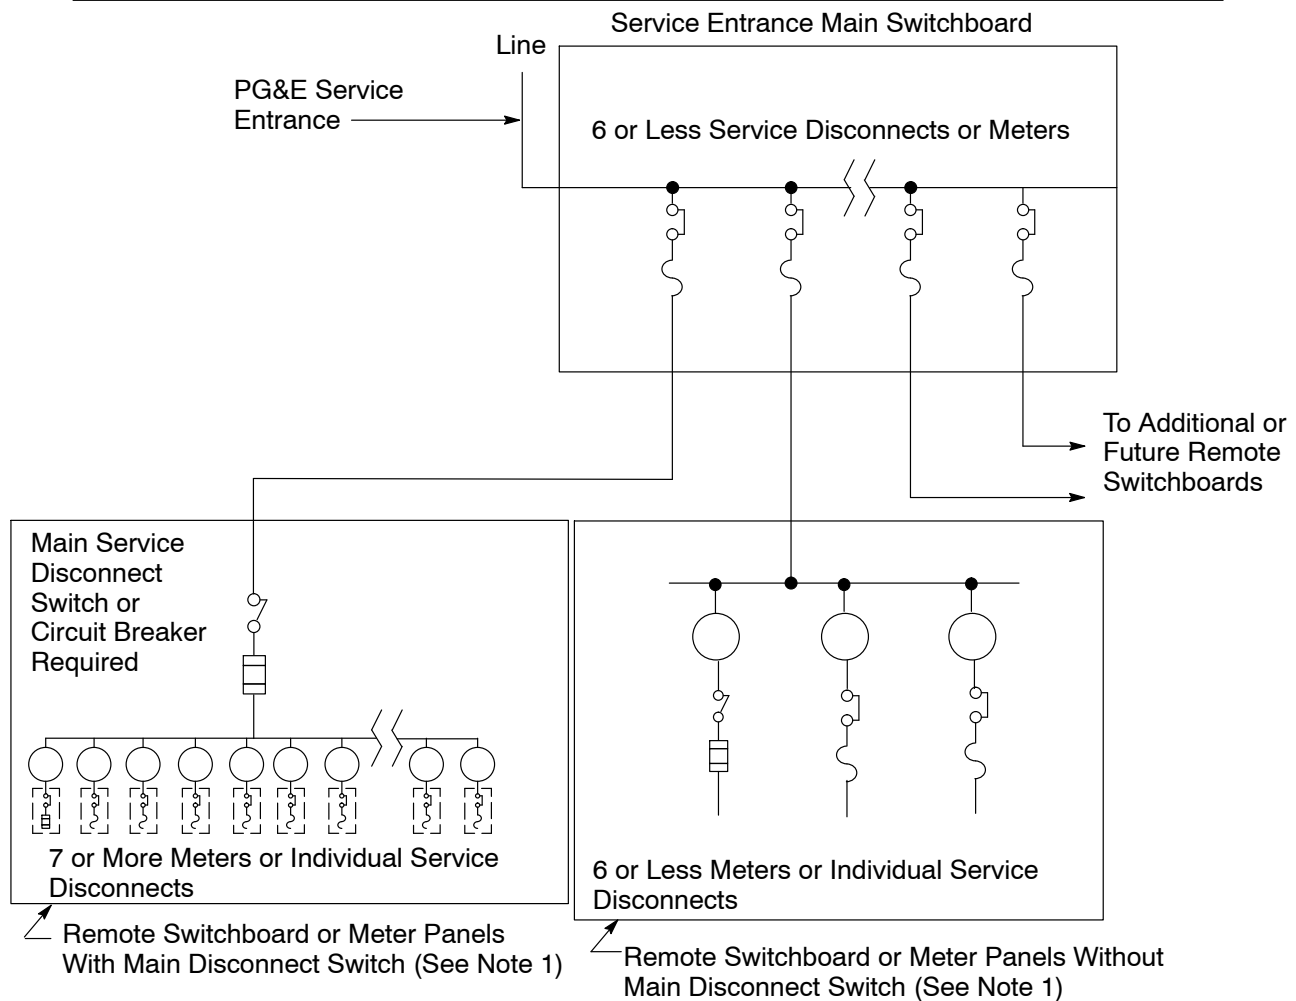 Service Entrance Main Switchboard
Line
PG&E Service
Entrance
6 or Less Service Disconnects or Meters
To Additional or
Future Remote
Switchboards
Main Service
Disconnect
Switch or
Circuit Breaker
Required
7 or More Meters or Individual Service
Disconnects
6 or Less Meters or Individual Service
Disconnects
Remote Switchboard or Meter Panels
With Main Disconnect Switch (See Note 1)
Remote Switchboard or Meter Panels Without
Main Disconnect Switch (See Note 1)